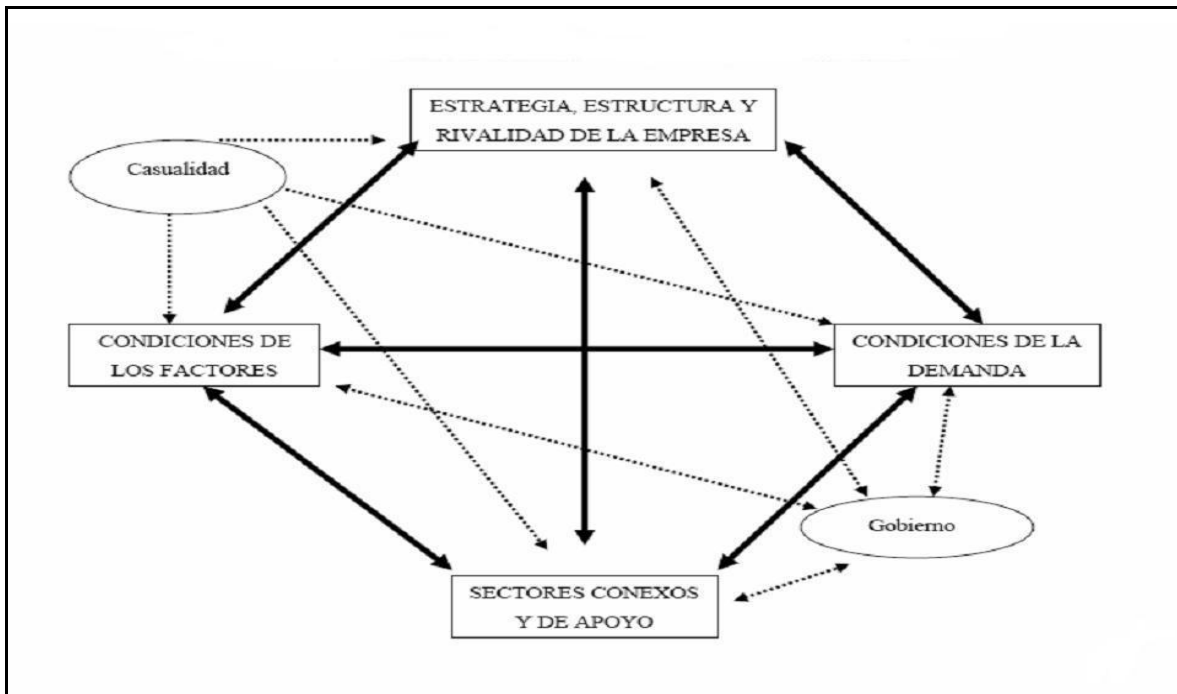 ESTRATEGIA, ESTRUCTURA Y
RIVALIDAD DE LA EMPRESA
Casualidad
CONDICIONES DE
LOS FACTORES
CONDICIONES DE LA
DEMANDA
Gobierno
SECTORES CONEXOS
Y DE APOYO